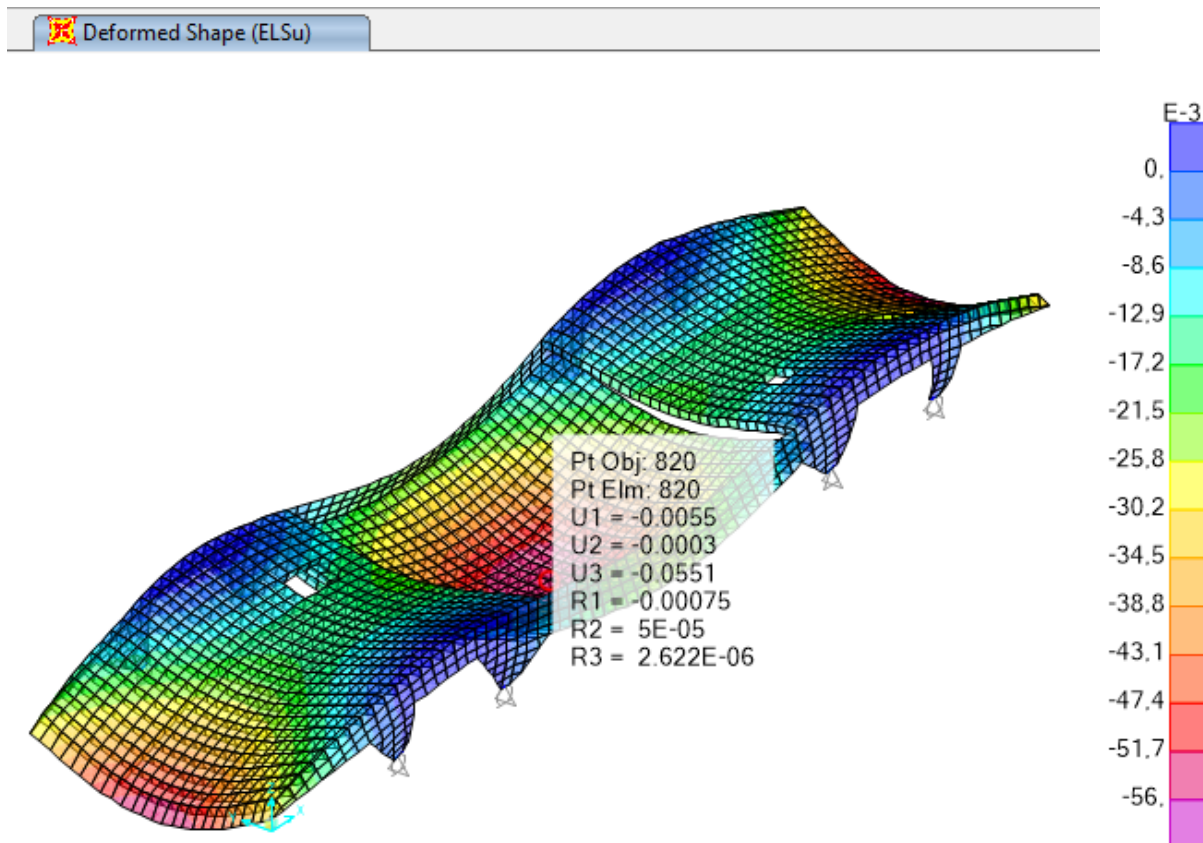 Deformed Shape (ELSu)
E-3
0,
-4,3
-8,6
-12,9
-17,2
-21,5
-25,8
-30,2
-34,5
-38,8
-43,1
-47,4
-51,7
-56,
Pt Obj: 820
Pt Elm: 820
U1 = -0.0055
U2 = -0.0003
U3 = -0.0551
R1 = -0.00075
R2 = 5E-05
R3 = 2.622E-06